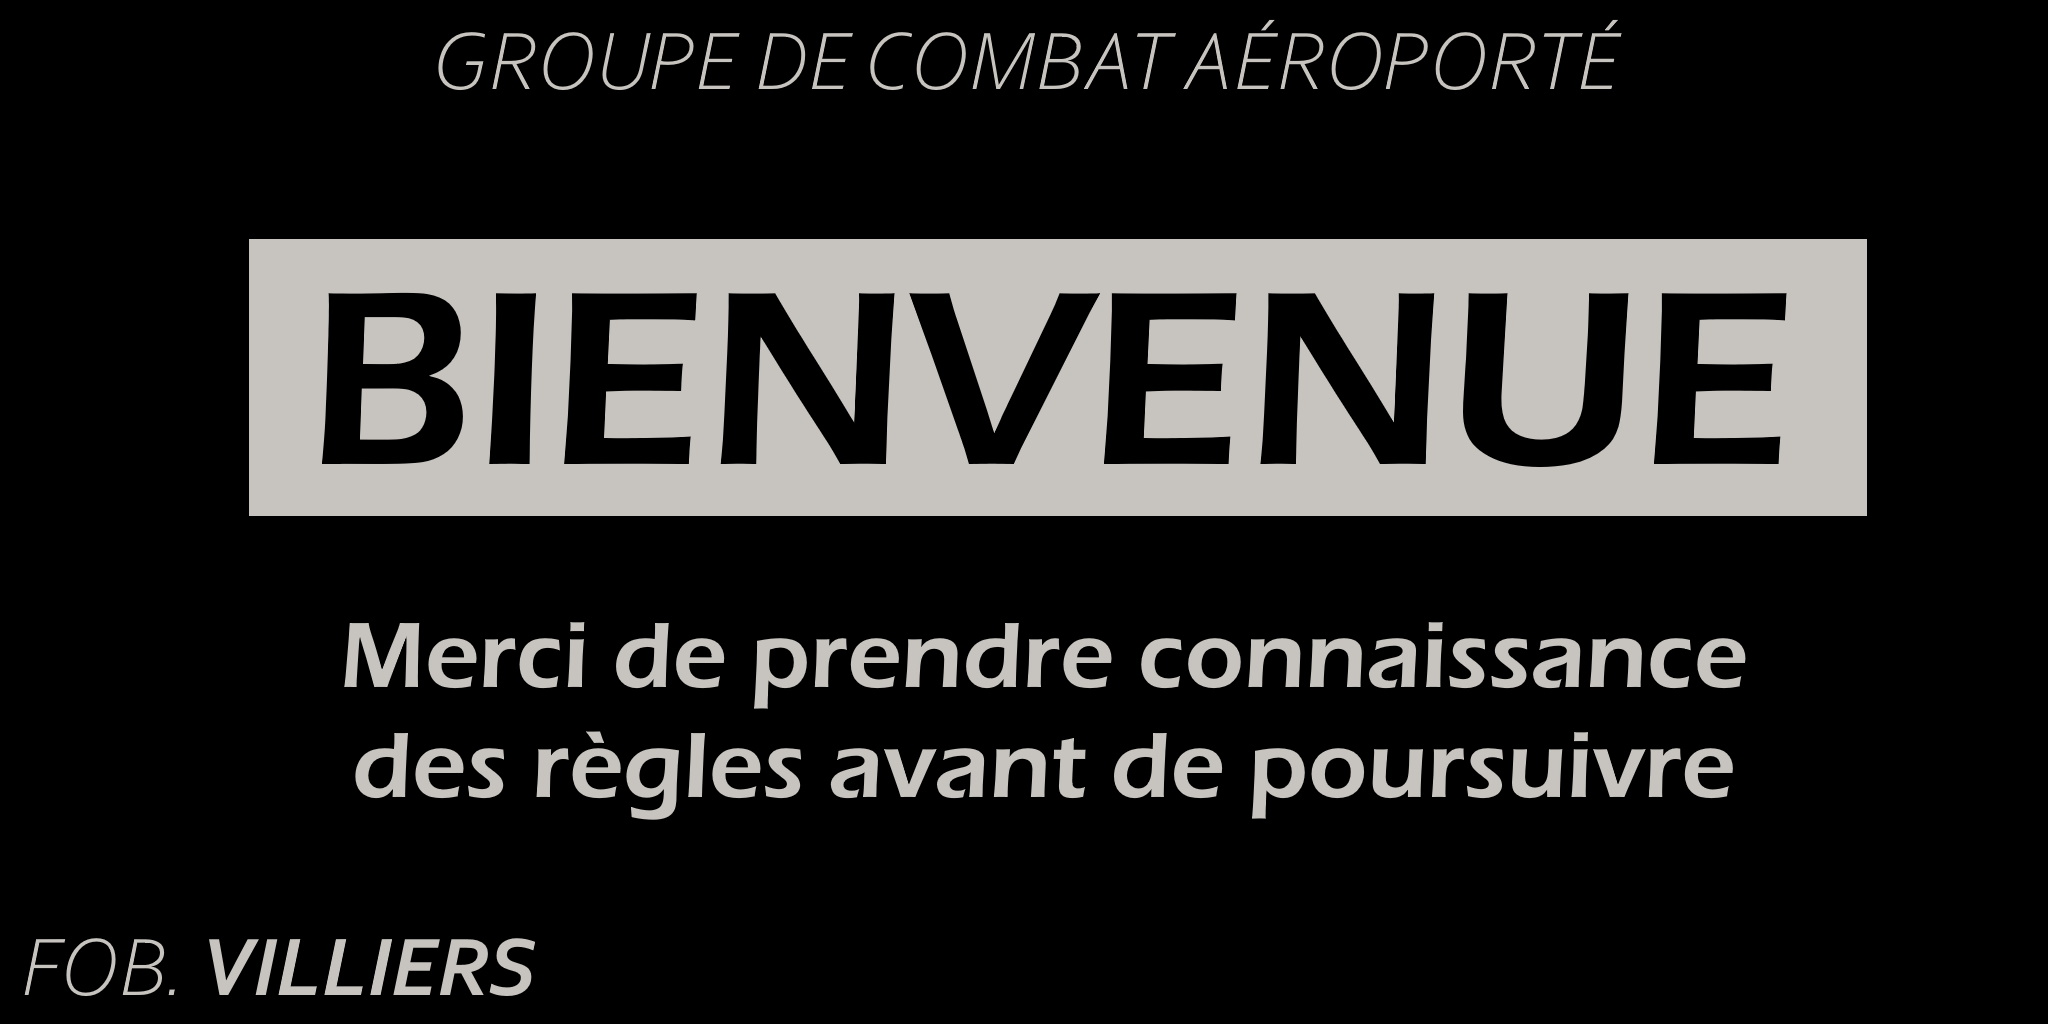 GROUPE DE COMBAT AÉROPORTÉ
BIENVENUE
Merci de prendre connaissance
des règles avant de poursuivre
FOB. VILLIERS